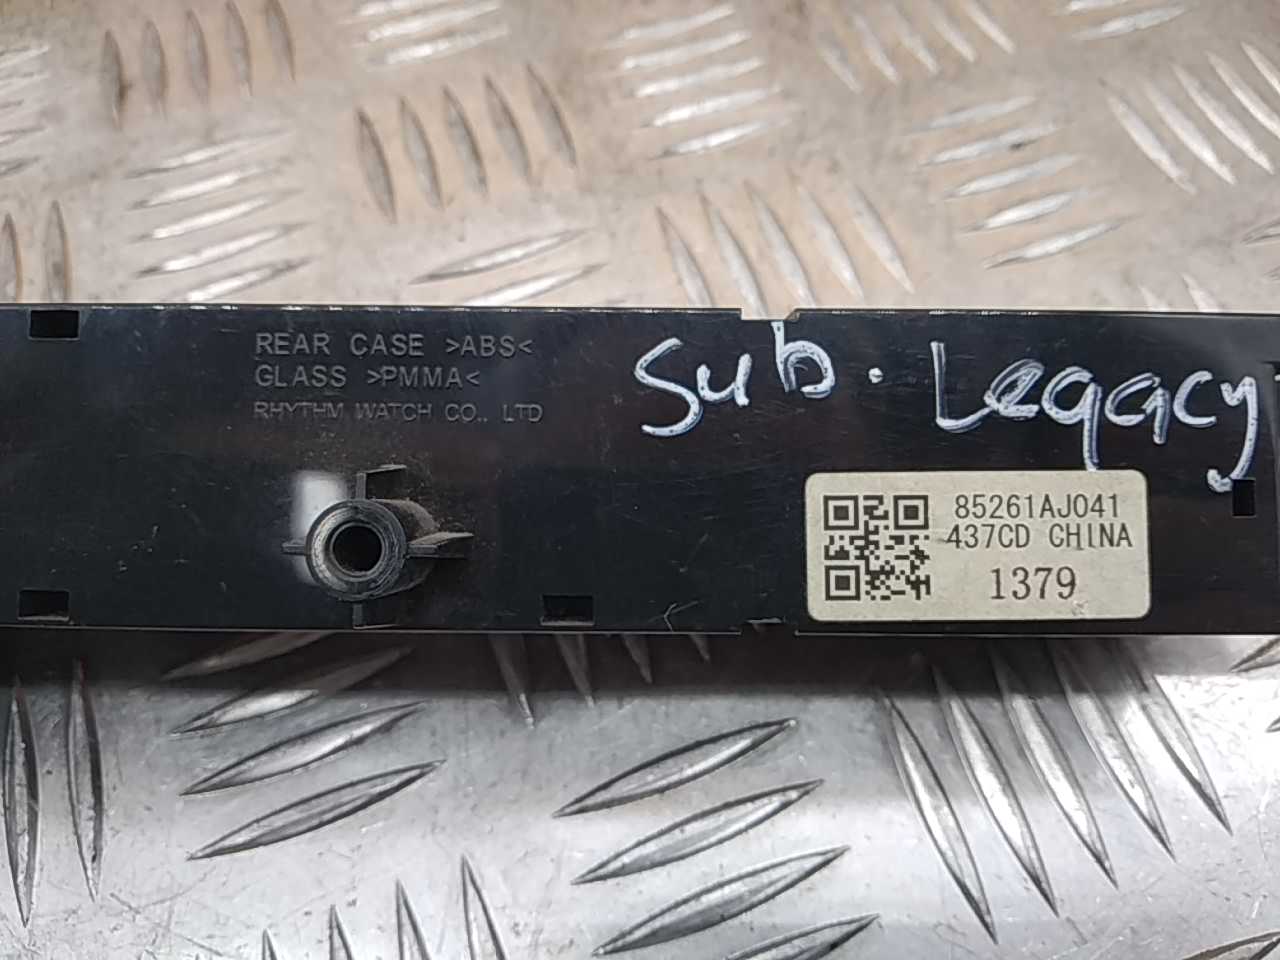 REAR CASE >ABS<
GLASS >PMMA<
RHYTHM WATCH CO., LTD
Sub. Legacy
85261AJ041
437CD CHINA
1379